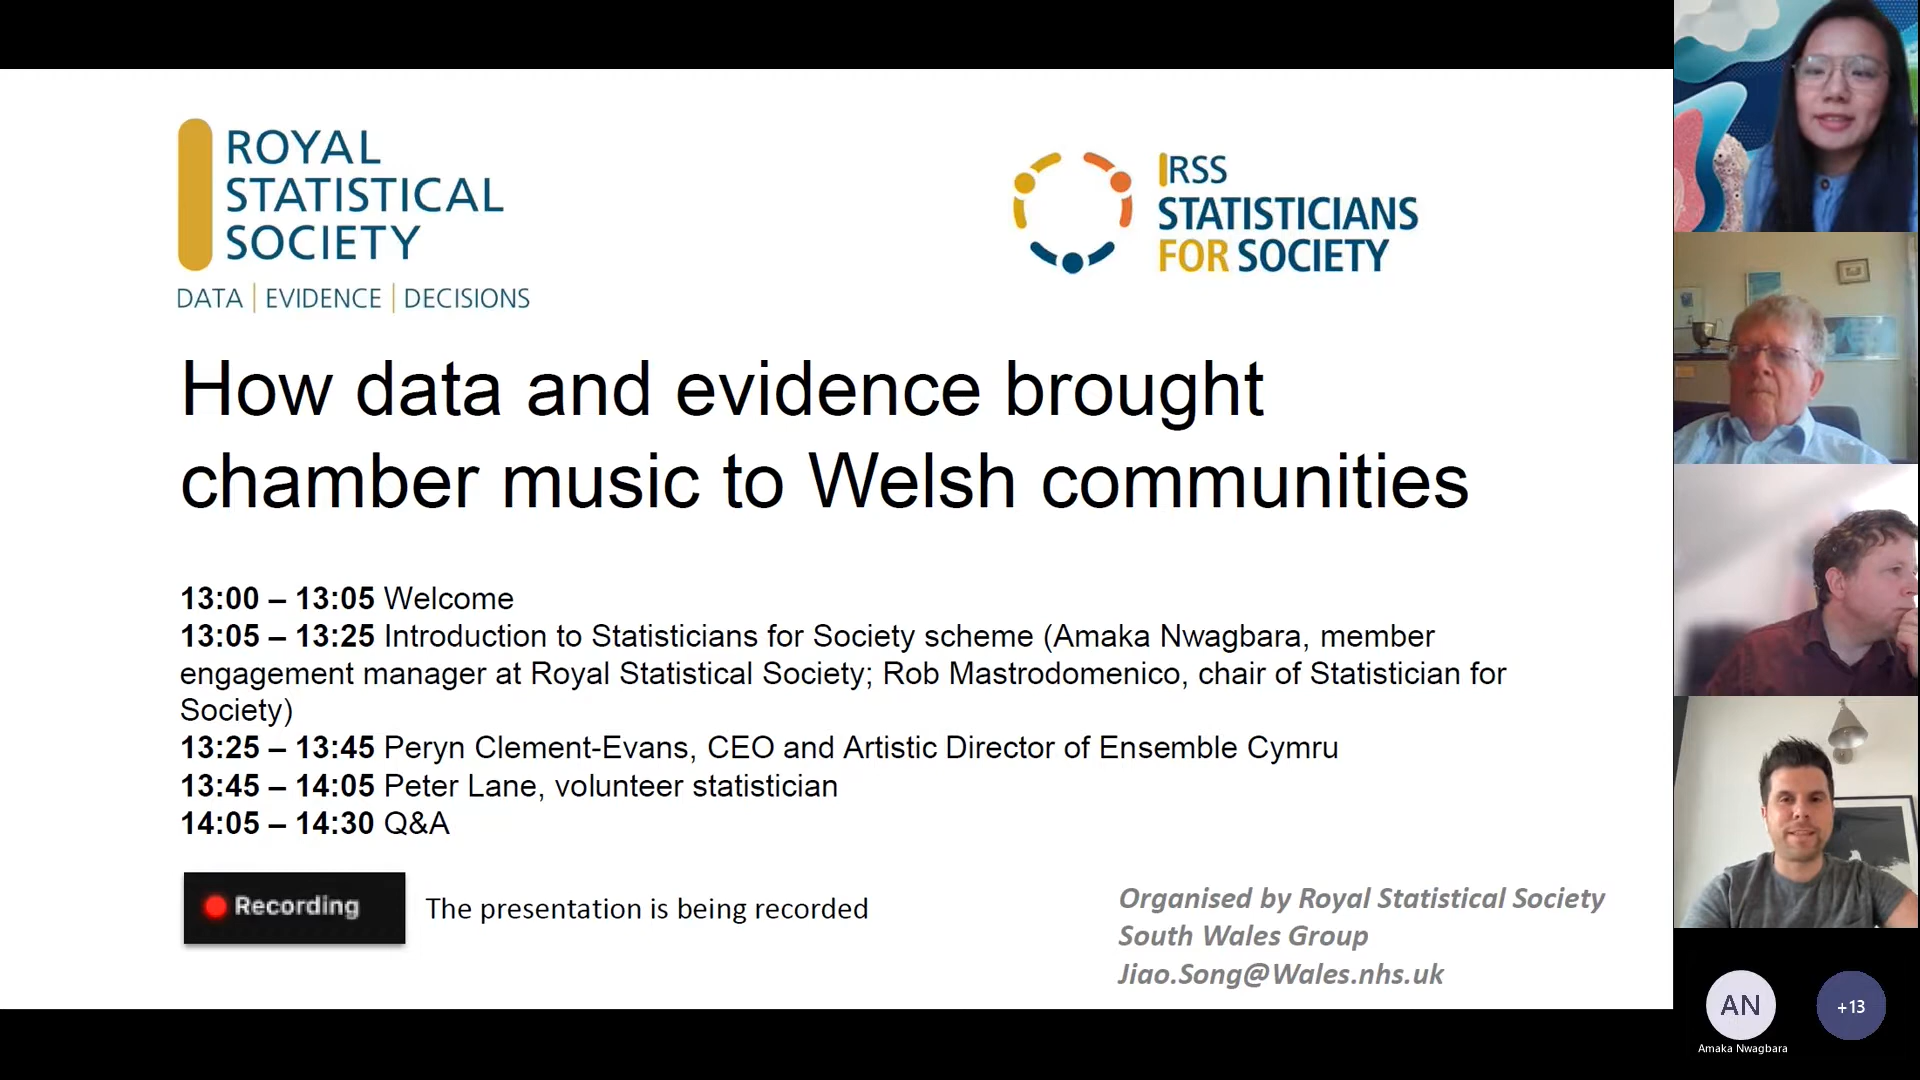 ROYAL
STATISTICAL
SOCIETY
DATA | EVIDENCE | DECISIONS
RSS
STATISTICIANS
FOR SOCIETY
How data and evidence brought
chamber music to Welsh communities
13:00 – 13:05 Welcome
13:05 – 13:25 Introduction to Statisticians for Society scheme (Amaka Nwagbara, member
engagement manager at Royal Statistical Society; Rob Mastrodomenico, chair of Statistician for
Society)
13:25 – 13:45 Peryn Clement-Evans, CEO and Artistic Director of Ensemble Cymru
13:45 – 14:05 Peter Lane, volunteer statistician
14:05 – 14:30 Q&A
Recording
The presentation is being recorded
Organised by Royal Statistical Society
South Wales Group
Jiao.Song@Wales.nhs.uk
AN
+13
Amaka Nwagbara